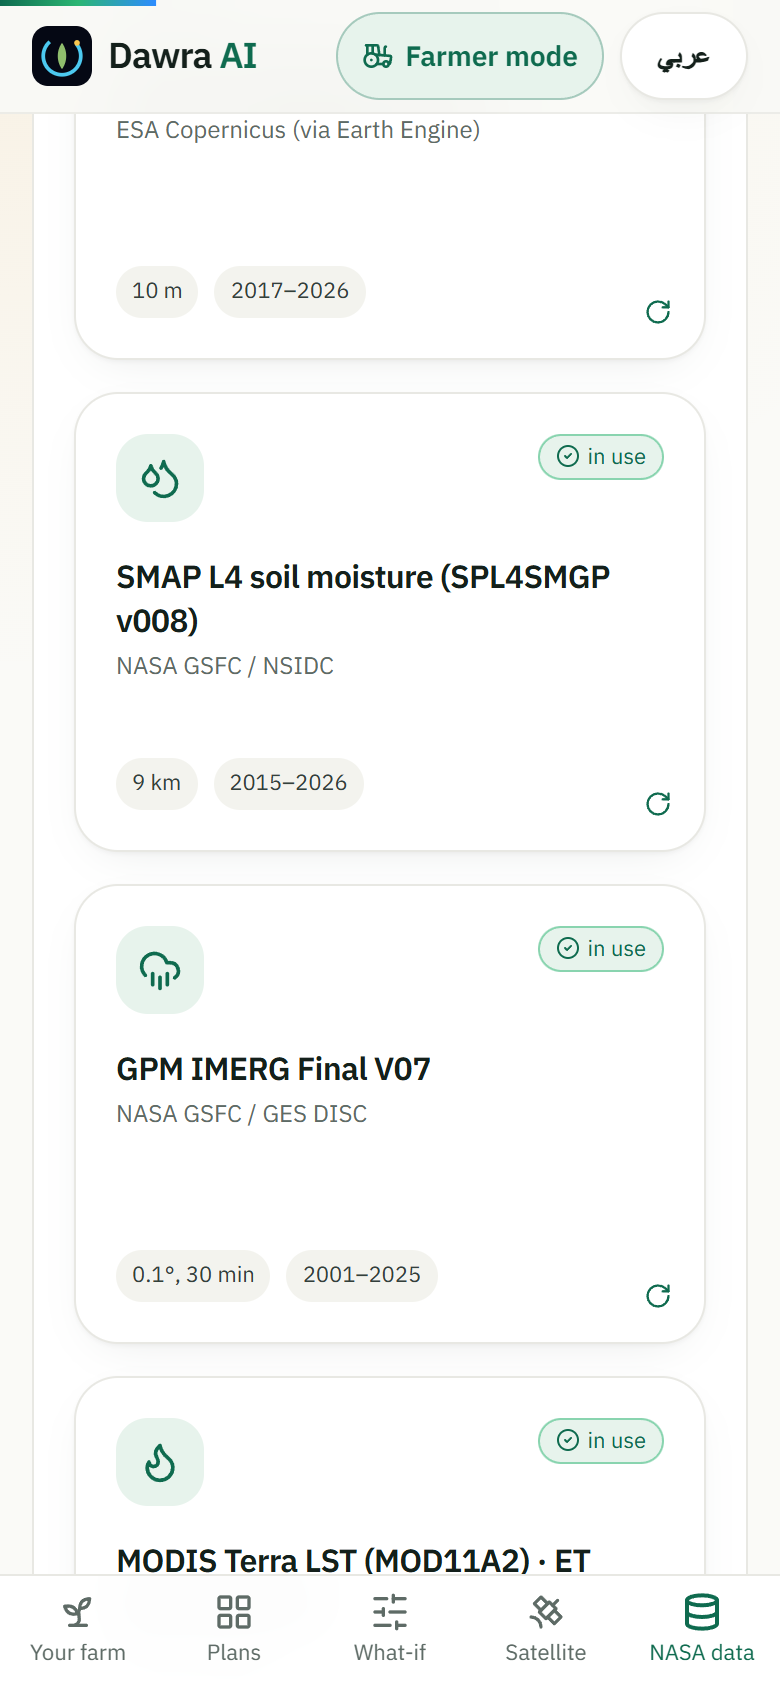 Dawra AI
Farmer mode
عربي
ESA Copernicus (via Earth Engine)
10 m
2017–2026
in use
SMAP L4 soil moisture (SPL4SMGP
v008)
NASA GSFC / NSIDC
9 km
2015–2026
in use
GPM IMERG Final V07
NASA GSFC / GES DISC
0.1°, 30 min
2001–2025
in use
MODIS Terra LST (MOD11A2) · ET
Your farm
Plans
What-if
Satellite
NASA data